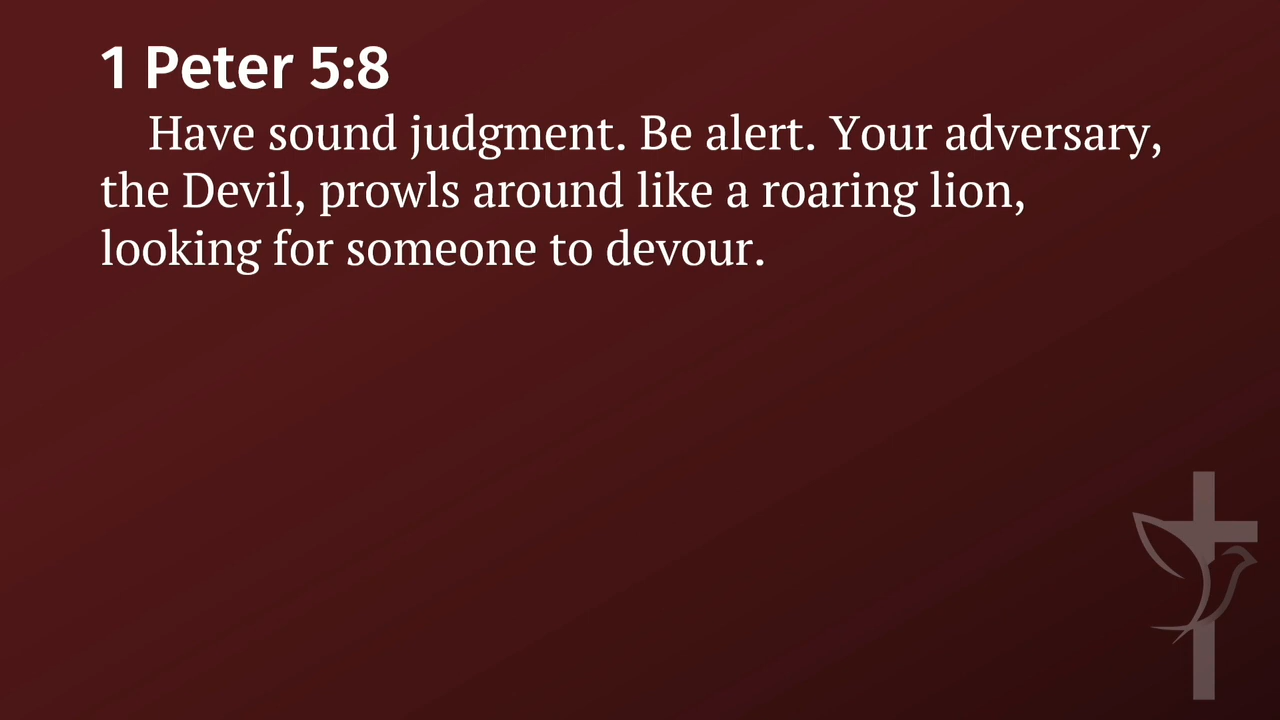 1 Peter 5:8
Have sound judgment. Be alert. Your adversary,
the Devil, prowls around like a roaring lion,
looking for someone to devour.